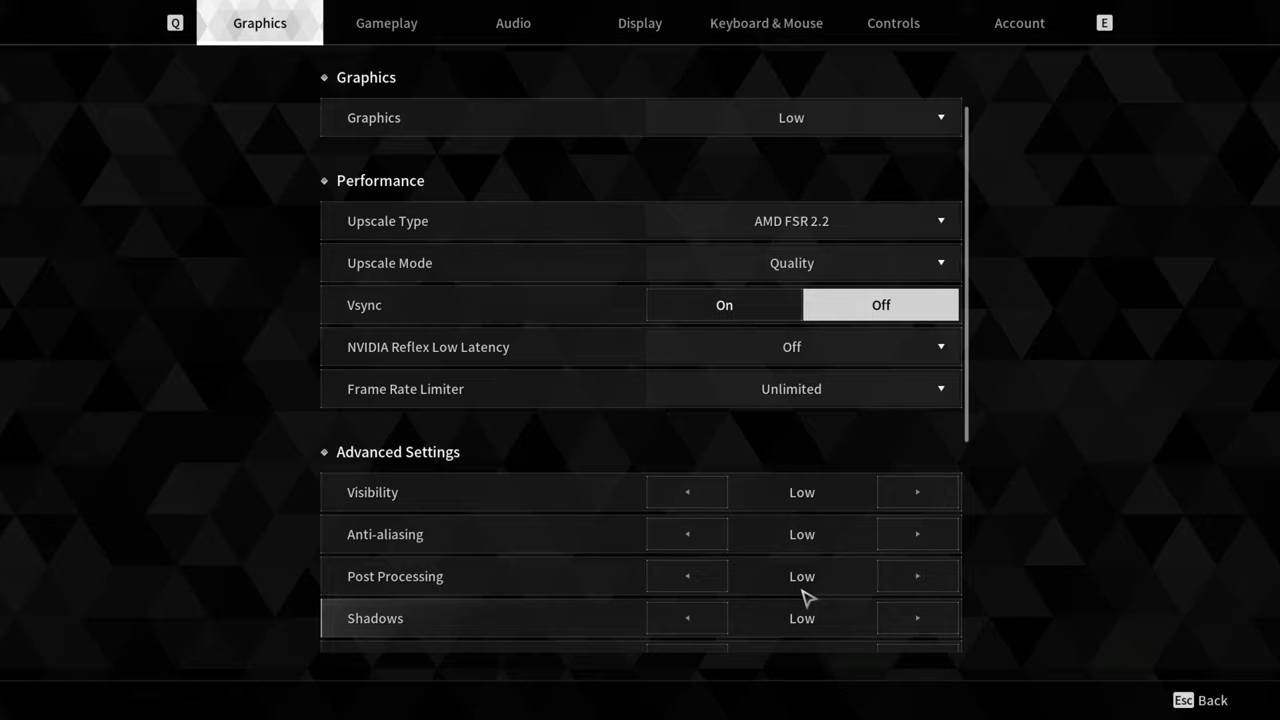 Q Graphics Gameplay Audio Display Keyboard & Mouse Controls Account E
Graphics
Graphics Low
Performance
Upscale Type AMD FSR 2.2
Upscale Mode Quality
Vsync On Off
NVIDIA Reflex Low Latency Off
Frame Rate Limiter Unlimited
Advanced Settings
Visibility Low
Anti-aliasing Low
Post Processing Low
Shadows Low
Esc Back